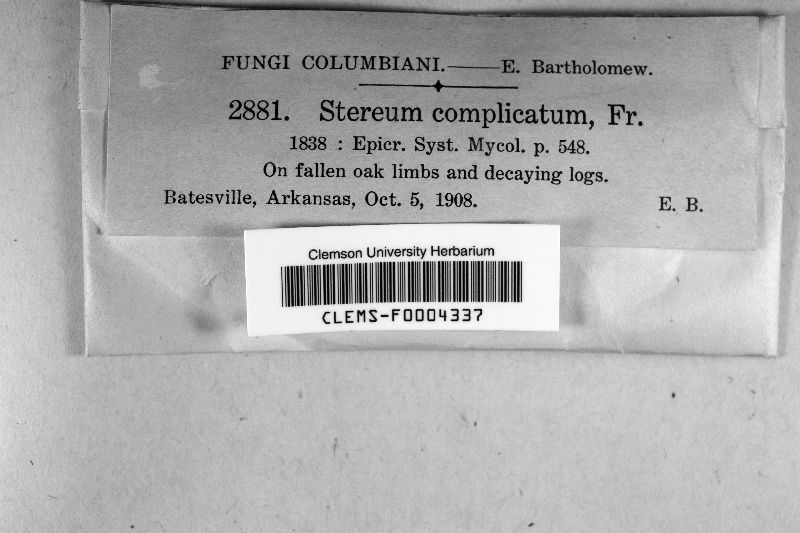 FUNGI COLUMBIANI.——E. Bartholomew.
2881. Stereum complicatum, Fr.
1838 : Epicr. Syst. Mycol. p. 548.
On fallen oak limbs and decaying logs.
Batesville, Arkansas, Oct. 5, 1908. E. B.
Clemson University Herbarium
CLEMS-F0004337